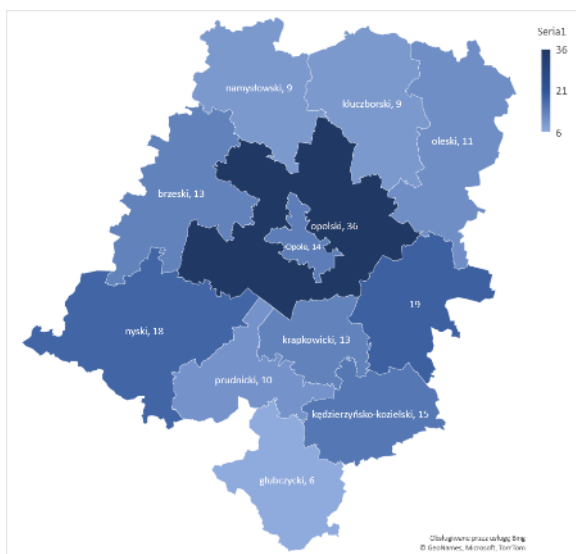 Seria1
36
21
6
namysłowski, 9
kluczborski, 9
oleski, 11
brzeski, 13
opolski, 36
Opole, 14
19
nyski, 18
krapkowicki, 13
prudnicki, 10
kędzierzyńsko-kozielski, 15
głubczycki, 6
Obsługiwane przez usługę Bing
© GeoNames, Microsoft, TomTom